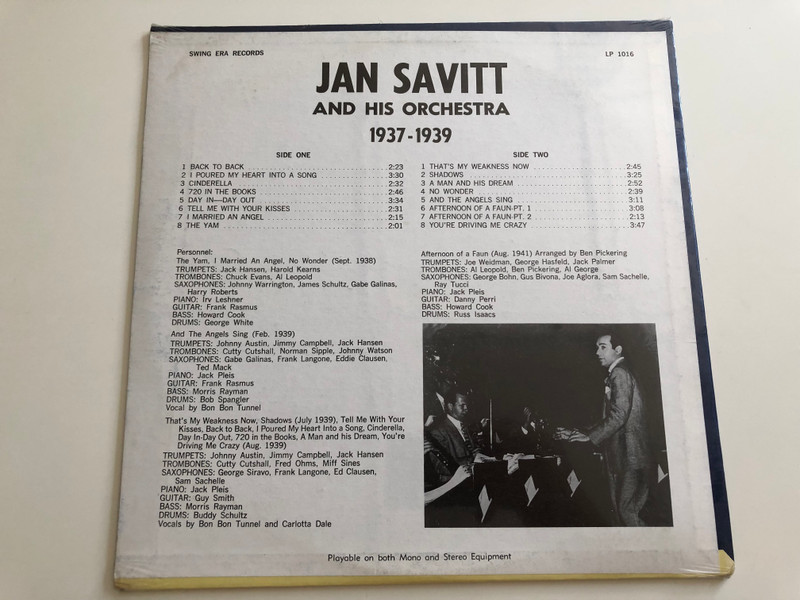 SWING ERA RECORDS
LP 1016
JAN SAVITT
AND HIS ORCHESTRA
1937-1939
SIDE ONE
1 BACK TO BACK 2:23
2 I POURED MY HEART INTO A SONG 3:30
3 CINDERELLA 2:32
4 720 IN THE BOOKS 2:46
5 DAY IN—DAY OUT 3:34
6 TELL ME WITH YOUR KISSES 2:31
7 I MARRIED AN ANGEL 2:15
8 THE YAM 2:01
SIDE TWO
1 THAT'S MY WEAKNESS NOW 2:45
2 SHADOWS 3:25
3 A MAN AND HIS DREAM 2:52
4 NO WONDER 2:39
5 AND THE ANGELS SING 3:11
6 AFTERNOON OF A FAUN-PT. 1 3:08
7 AFTERNOON OF A FAUN-PT. 2 2:13
8 YOU'RE DRIVING ME CRAZY 3:47
Personnel:
The Yam, I Married An Angel, No Wonder (Sept. 1938)
TRUMPETS: Jack Hansen, Harold Kearns
TROMBONES: Chuck Evans, Al Leopold
SAXOPHONES: Johnny Warrington, James Schultz, Gabe Galinas,
Harry Roberts
PIANO: Irv Leshner
GUITAR: Frank Rasmus
BASS: Howard Cook
DRUMS: George White
And The Angels Sing (Feb. 1939)
TRUMPETS: Johnny Austin, Jimmy Campbell, Jack Hansen
TROMBONES: Cutty Cutshall, Norman Sipple, Johnny Watson
SAXOPHONES: Gabe Galinas, Frank Langone, Eddie Clausen,
Ted Mack
PIANO: Jack Pleis
GUITAR: Frank Rasmus
BASS: Morris Rayman
DRUMS: Bob Spangler
Vocal by Bon Bon Tunnel
That's My Weakness Now, Shadows (July 1939), Tell Me With Your
Kisses, Back to Back, I Poured My Heart Into a Song, Cinderella,
Day In-Day Out, 720 in the Books, A Man and his Dream, You're
Driving Me Crazy (Aug. 1939)
TRUMPETS: Johnny Austin, Jimmy Campbell, Jack Hansen
TROMBONES: Cutty Cutshall, Fred Ohms, Miff Sines
SAXOPHONES: George Siravo, Frank Langone, Ed Clausen,
Sam Sachelle
PIANO: Jack Pleis
GUITAR: Guy Smith
BASS: Morris Rayman
DRUMS: Buddy Schultz
Vocals by Bon Bon Tunnel and Carlotta Dale
Afternoon of a Faun (Aug. 1941) Arranged by Ben Pickering
TRUMPETS: Joe Weidman, George Hasfeld, Jack Palmer
TROMBONES: Al Leopold, Ben Pickering, Al George
SAXOPHONES: George Bohn, Gus Bivona, Joe Aglora, Sam Sachelle,
Ray Tucci
PIANO: Jack Pleis
GUITAR: Danny Perri
BASS: Howard Cook
DRUMS: Russ Isaacs
Playable on both Mono and Stereo Equipment